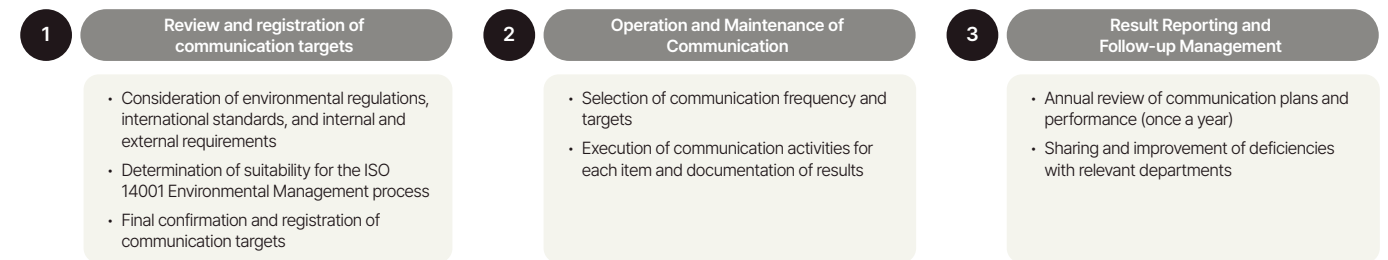 1
Review and registration of
communication targets
• Consideration of environmental regulations,
international standards, and internal and
external requirements
• Determination of suitability for the ISO
14001 Environmental Management process
• Final confirmation and registration of
communication targets
2
Operation and Maintenance of
Communication
• Selection of communication frequency and
targets
• Execution of communication activities for
each item and documentation of results
3
Result Reporting and
Follow-up Management
• Annual review of communication plans and
performance (once a year)
• Sharing and improvement of deficiencies
with relevant departments